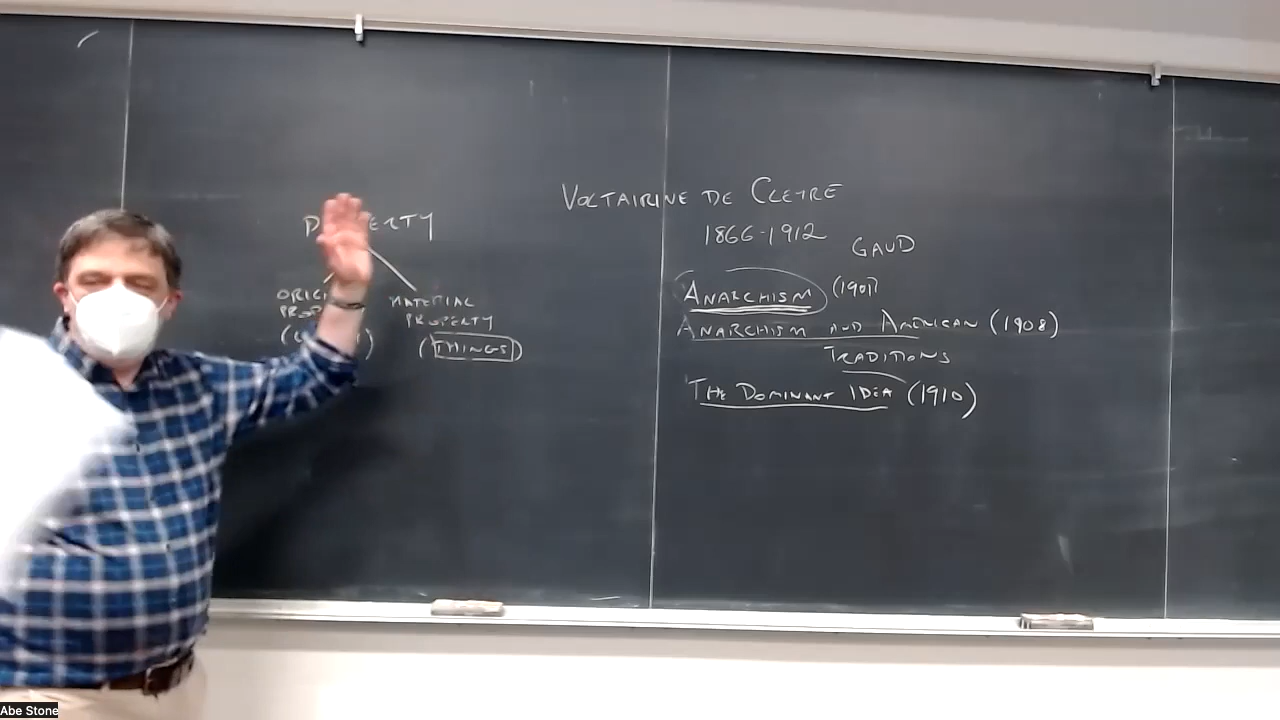 VOLTAIRINE DE CLEYRE
1866-1912
GAUD
ANARCHISM (1901)
ANARCHISM AND AMERICAN (1908)
TRADITIONS
THE DOMINANT IDEA (1910)
MATERIAL
PROPERTY
(THINGS)
Abe Stone